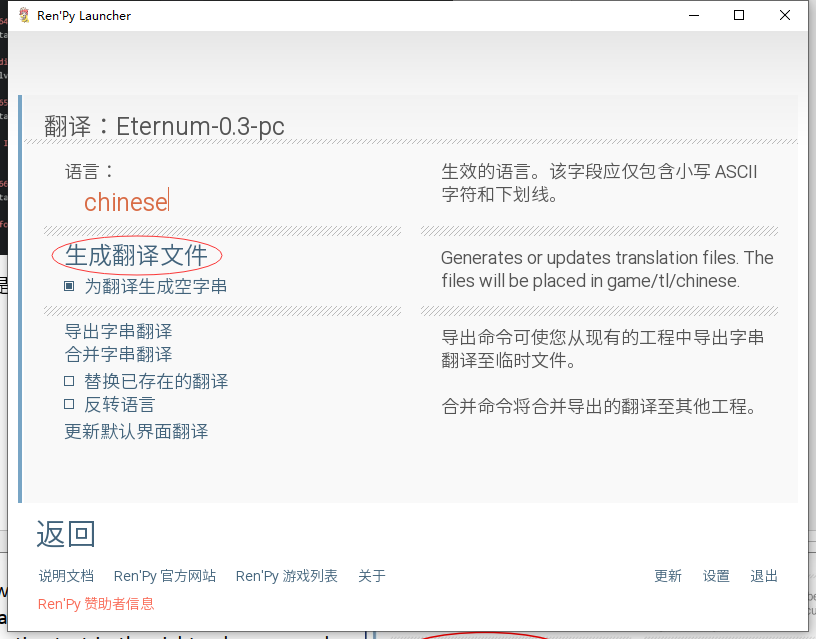 Ren'Py Launcher
翻译：Eternum-0.3-pc
语言：
chinese
生效的语言。该字段应仅包含小写 ASCII
字符和下划线。
生成翻译文件
为翻译生成空字串
Generates or updates translation files. The
files will be placed in game/tl/chinese.
导出字串翻译
合并字串翻译
替换已存在的翻译
反转语言
更新默认界面翻译
导出命令可使您从现有的工程中导出字串
翻译至临时文件。
合并命令将合并导出的翻译至其他工程。
返回
说明文档 Ren'Py 官方网站 Ren'Py 游戏列表 关于 更新 设置 退出
Ren'Py 赞助者信息